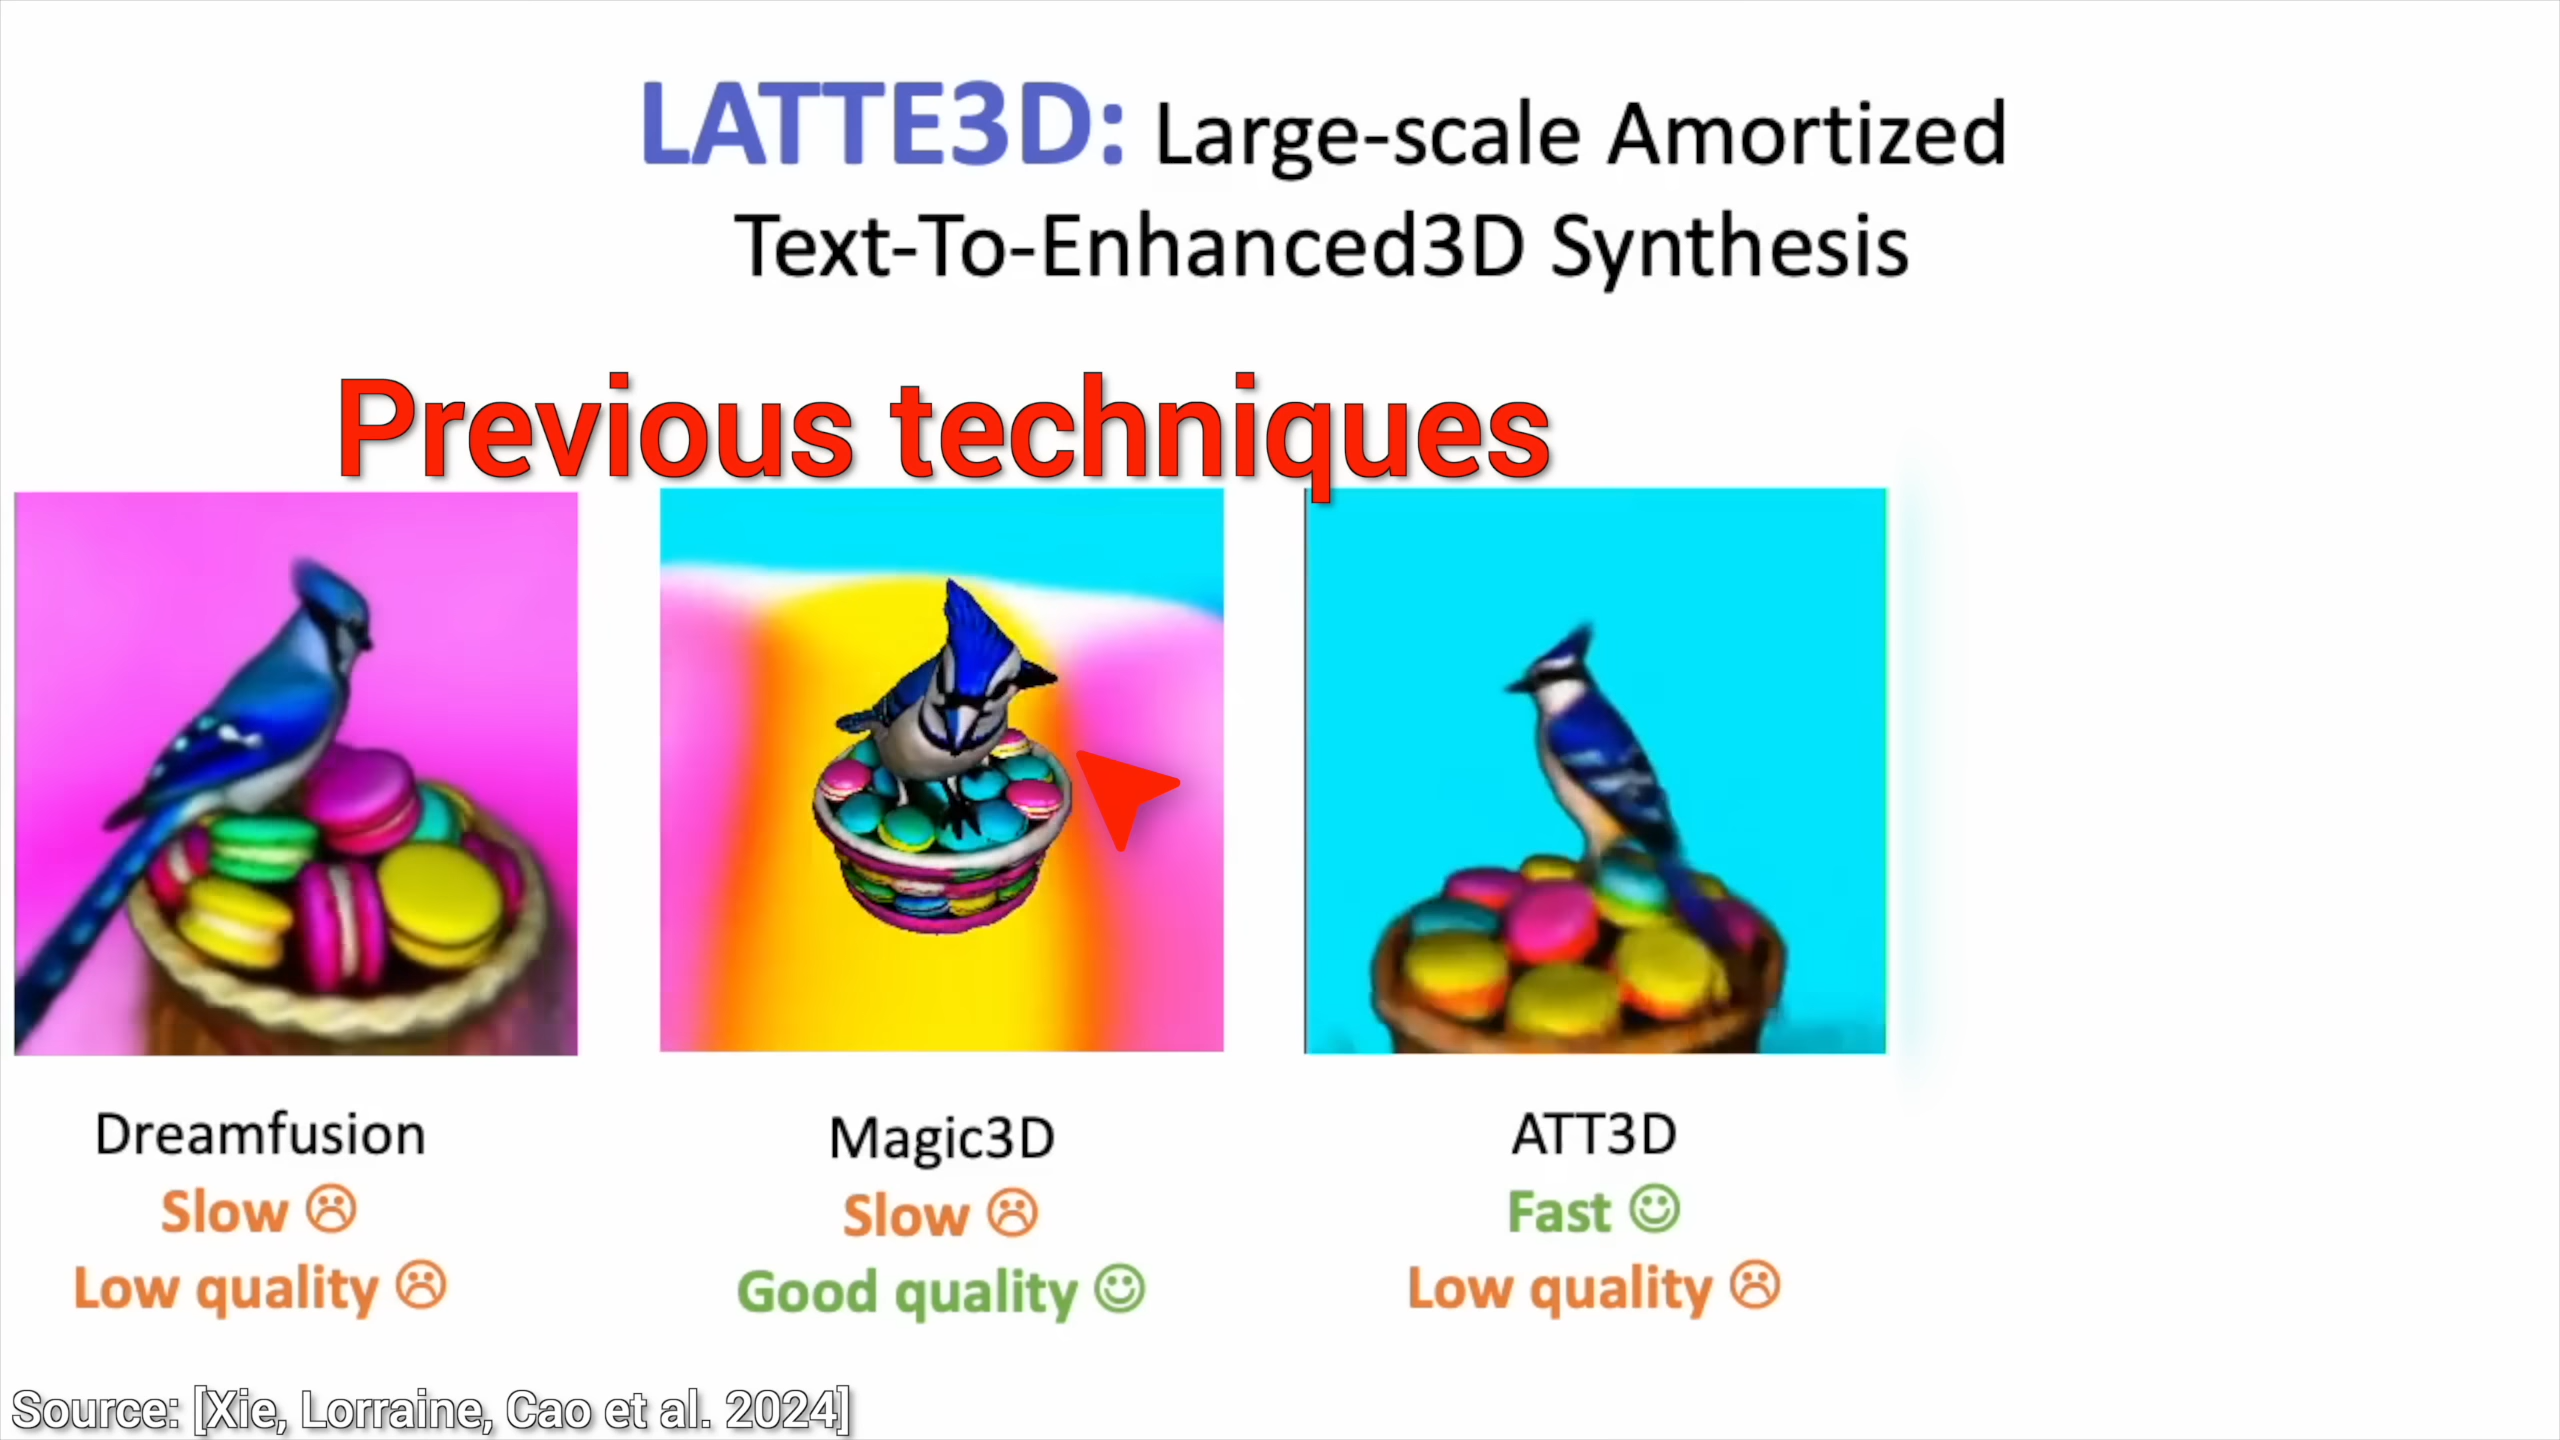 LATTE3D: Large-scale Amortized
Text-To-Enhanced3D Synthesis
Previous techniques
Dreamfusion
Slow ☹
Low quality ☹
Magic3D
Slow ☹
Good quality ☺
ATT3D
Fast ☺
Low quality ☹
Source: [Xie, Lorraine, Cao et al. 2024]